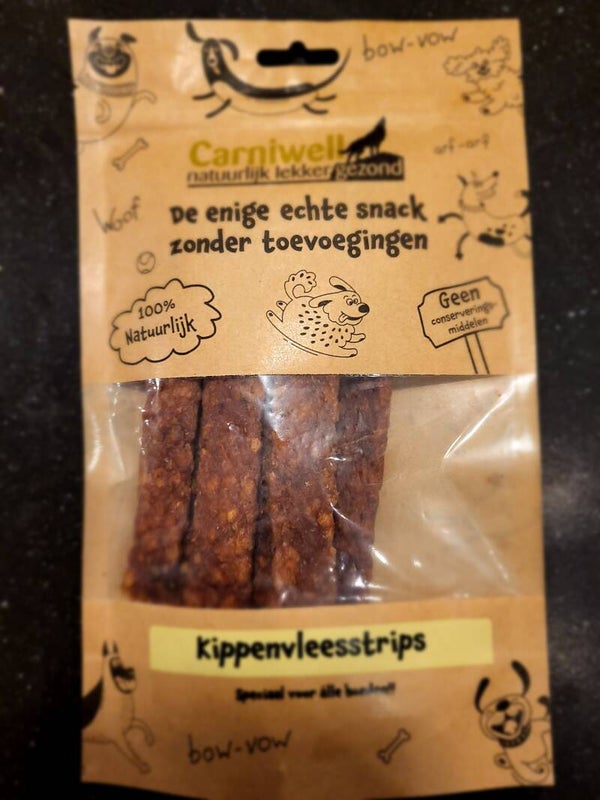 bow-vow
Carniwell
natuurlijk lekker gezond
arf-arf
Woof
De enige echte snack
zonder toevoegingen
100%
Natuurlijk
Geen
conserverings-
middelen
Kippenvleesstrips
Speciaal voor álle honden!!
bow-vow